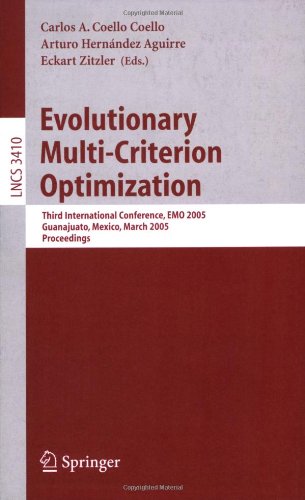 Carlos A. Coello Coello
Arturo Hernández Aguirre
Eckart Zitzler (Eds.)
LNCS 3410
Evolutionary
Multi-Criterion
Optimization
Third International Conference, EMO 2005
Guanajuato, Mexico, March 2005
Proceedings
Springer